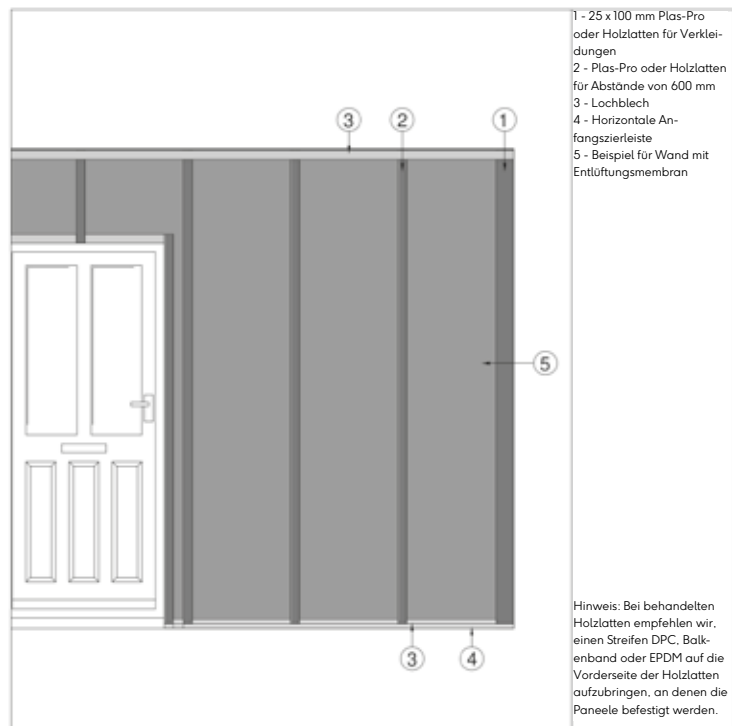 1 - 25 x 100 mm Plas-Pro
oder Holzlatten für Verklei-
dungen
2 - Plas-Pro oder Holzlatten
für Abstände von 600 mm
3 - Lochblech
4 - Horizontale An-
fangszierleiste
5 - Beispiel für Wand mit
Entlüftungsmembran
3
2
1
5
3
4
Hinweis: Bei behandelten
Holzlatten empfehlen wir,
einen Streifen DPC, Balk-
enband oder EPDM auf die
Vorderseite der Holzlatten
aufzubringen, an denen die
Paneele befestigt werden.